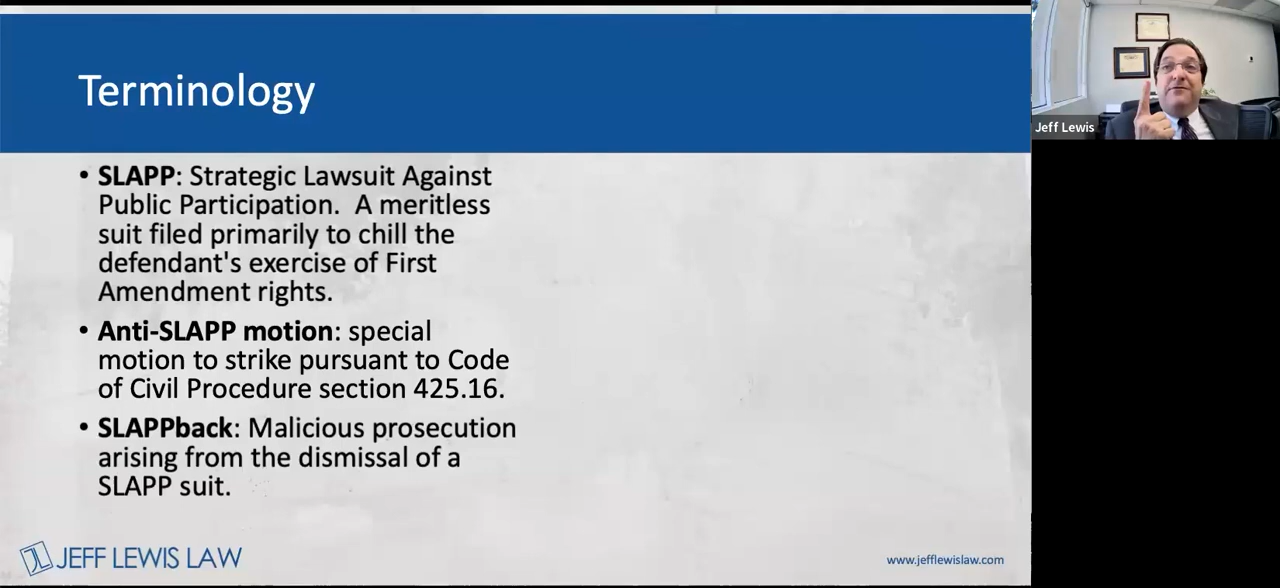 Terminology
• SLAPP: Strategic Lawsuit Against
Public Participation.  A meritless
suit filed primarily to chill the
defendant's exercise of First
Amendment rights.
• Anti-SLAPP motion: special
motion to strike pursuant to Code
of Civil Procedure section 425.16.
• SLAPPback: Malicious prosecution
arising from the dismissal of a
SLAPP suit.
JEFF LEWIS LAW
www.jefflewislaw.com
Jeff Lewis